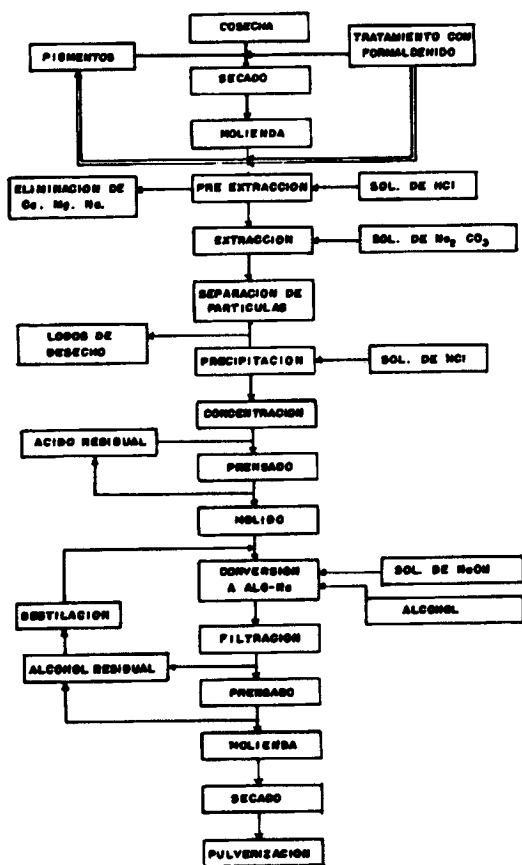 COSECHA
TRATAMIENTO CON
FORMALDEHIDO
PIGMENTOS
SECADO
MOLIENDA
ELIMINACION DE
Ca. Mg. Na.
PRE EXTRACCION
SOL. DE HCl
EXTRACCION
SOL. DE Na2 CO3
SEPARACION DE
PARTICULAS
LODOS DE
DESECHO
PRECIPITACION
SOL. DE HCl
CONCENTRACION
ACIDO RESIDUAL
PRENSADO
MOLIDO
CONVERSION
A ALG-Na
SOL. DE NaOH
ALCOHOL
DESTILACION
FILTRACION
ALCOHOL RESIDUAL
PRENSADO
MOLIENDA
SECADO
PULVERIZACION